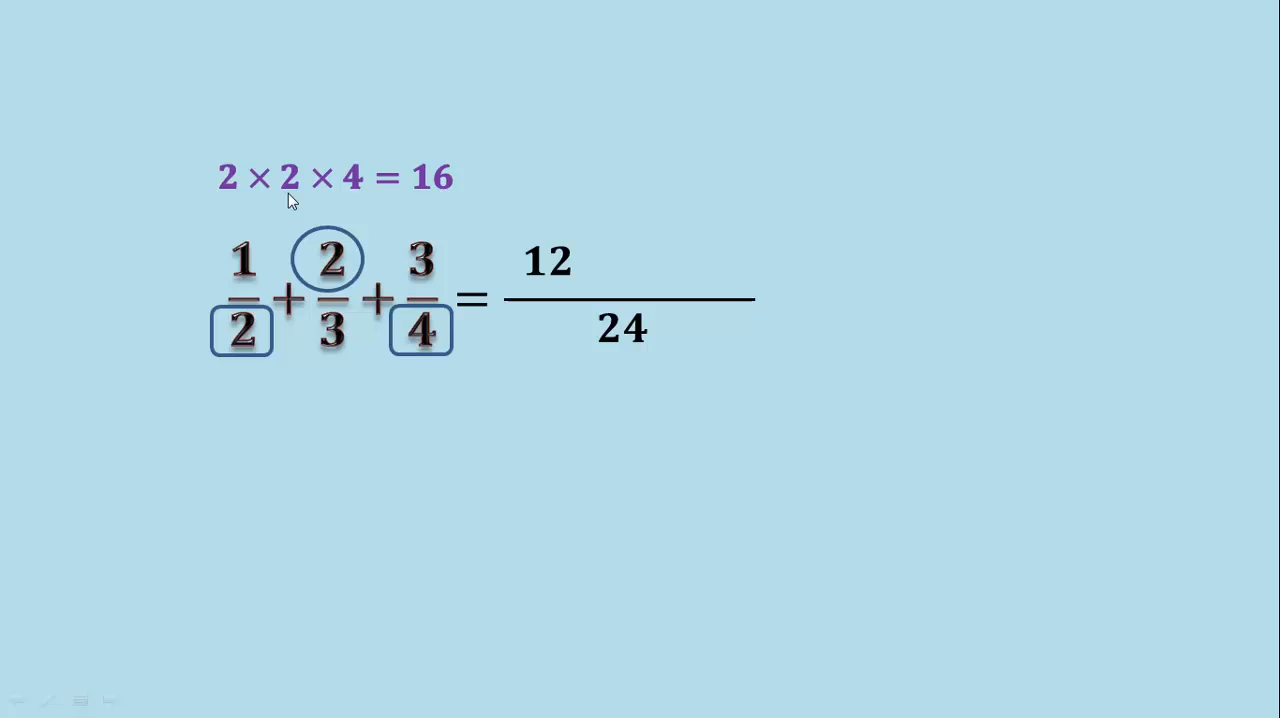 2 × 2 × 4 = 16
1/2 + 2/3 + 3/4 = 12/24